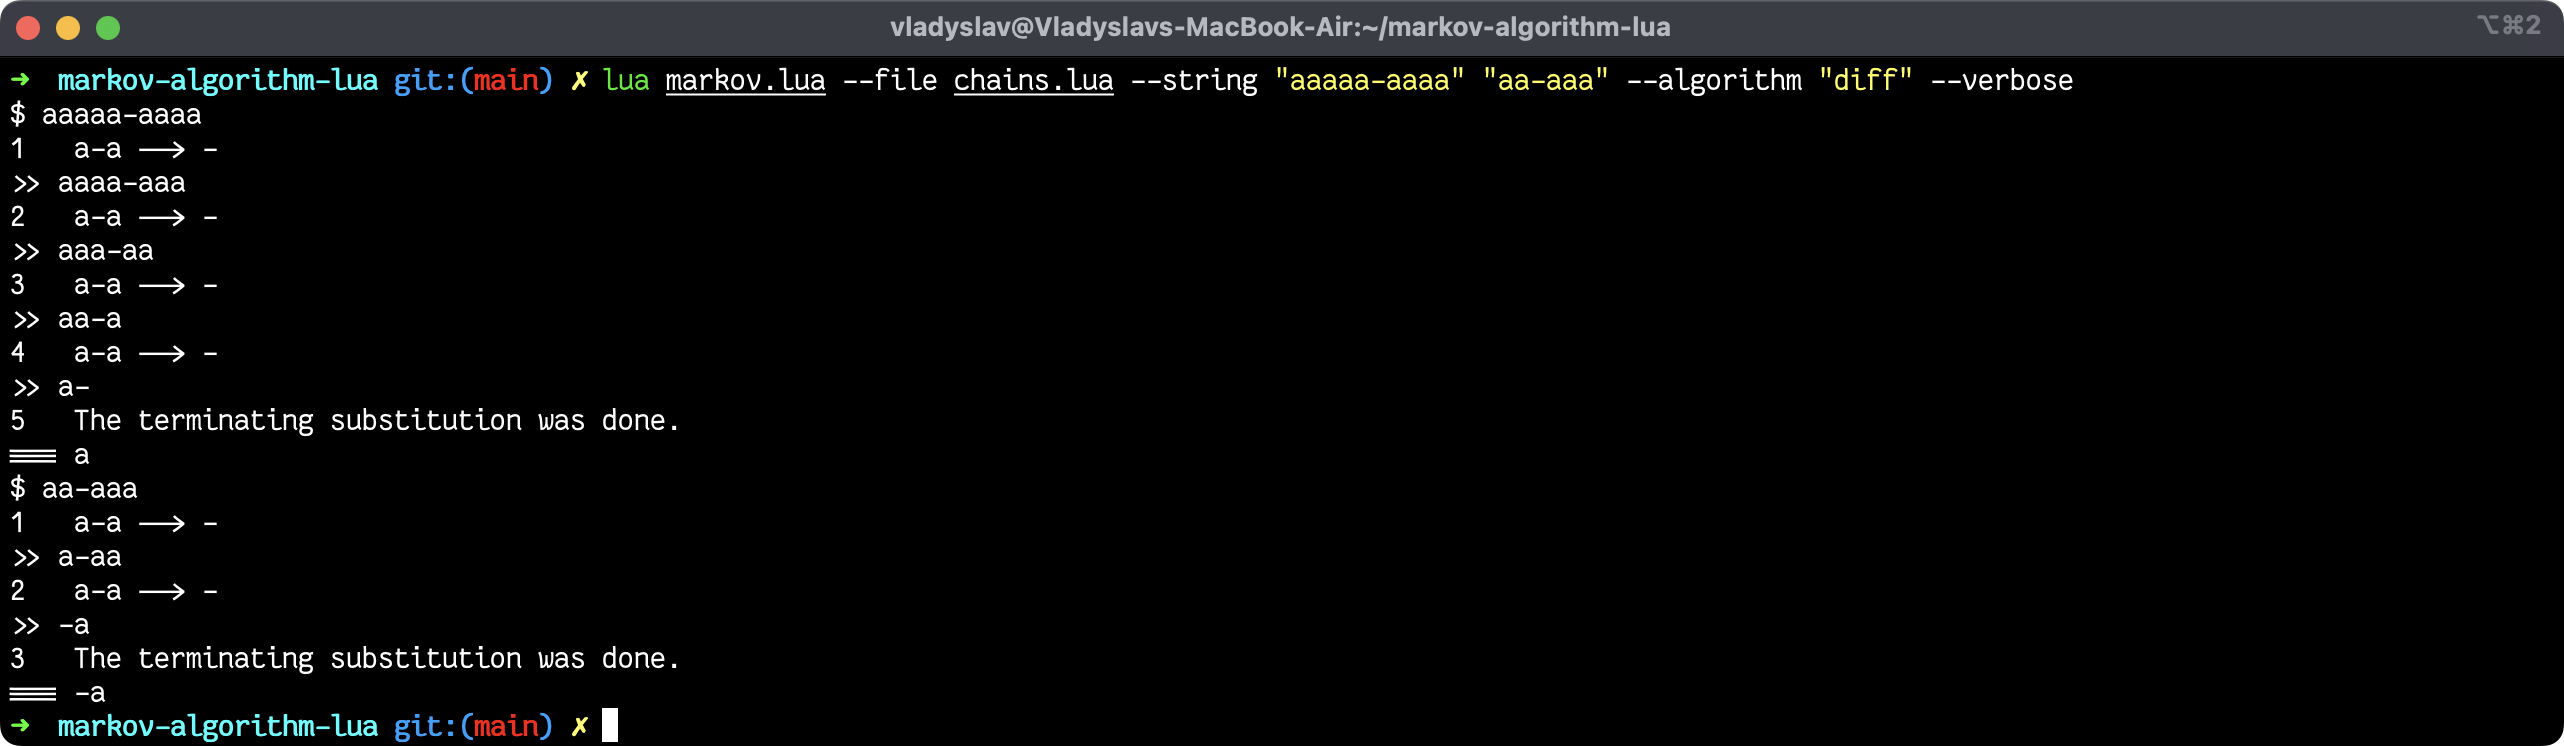 vladyslav@Vladyslavs-MacBook-Air:~/markov-algorithm-lua ⌥⌘2
➜ markov-algorithm-lua git:(main) ✗ lua markov.lua --file chains.lua --string "aaaaa-aaaa" "aa-aaa" --algorithm "diff" --verbose
$ aaaaa-aaaa
1 a-a --> -
>> aaaa-aaa
2 a-a --> -
>> aaa-aa
3 a-a --> -
>> aa-a
4 a-a --> -
>> a-
5 The terminating substitution was done.
=== a
$ aa-aaa
1 a-a --> -
>> a-aa
2 a-a --> -
>> -a
3 The terminating substitution was done.
=== -a
➜ markov-algorithm-lua git:(main) ✗